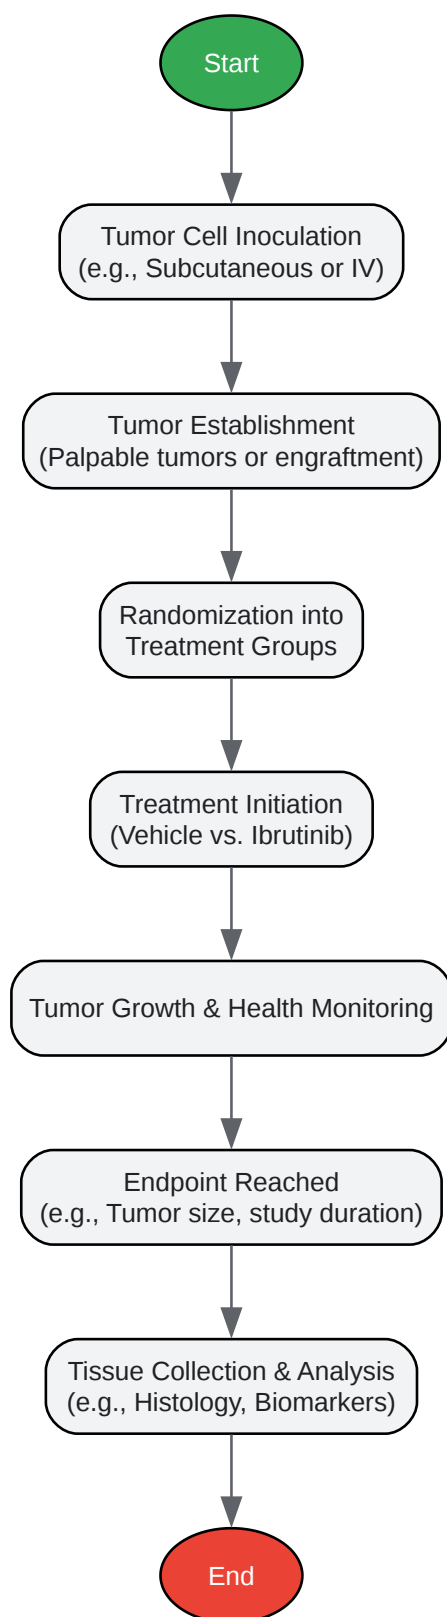 Start
Tumor Cell Inoculation
(e.g., Subcutaneous or IV)
Tumor Establishment
(Palpable tumors or engraftment)
Randomization into
Treatment Groups
Treatment Initiation
(Vehicle vs. Ibrutinib)
Tumor Growth & Health Monitoring
Endpoint Reached
(e.g., Tumor size, study duration)
Tissue Collection & Analysis
(e.g., Histology, Biomarkers)
End